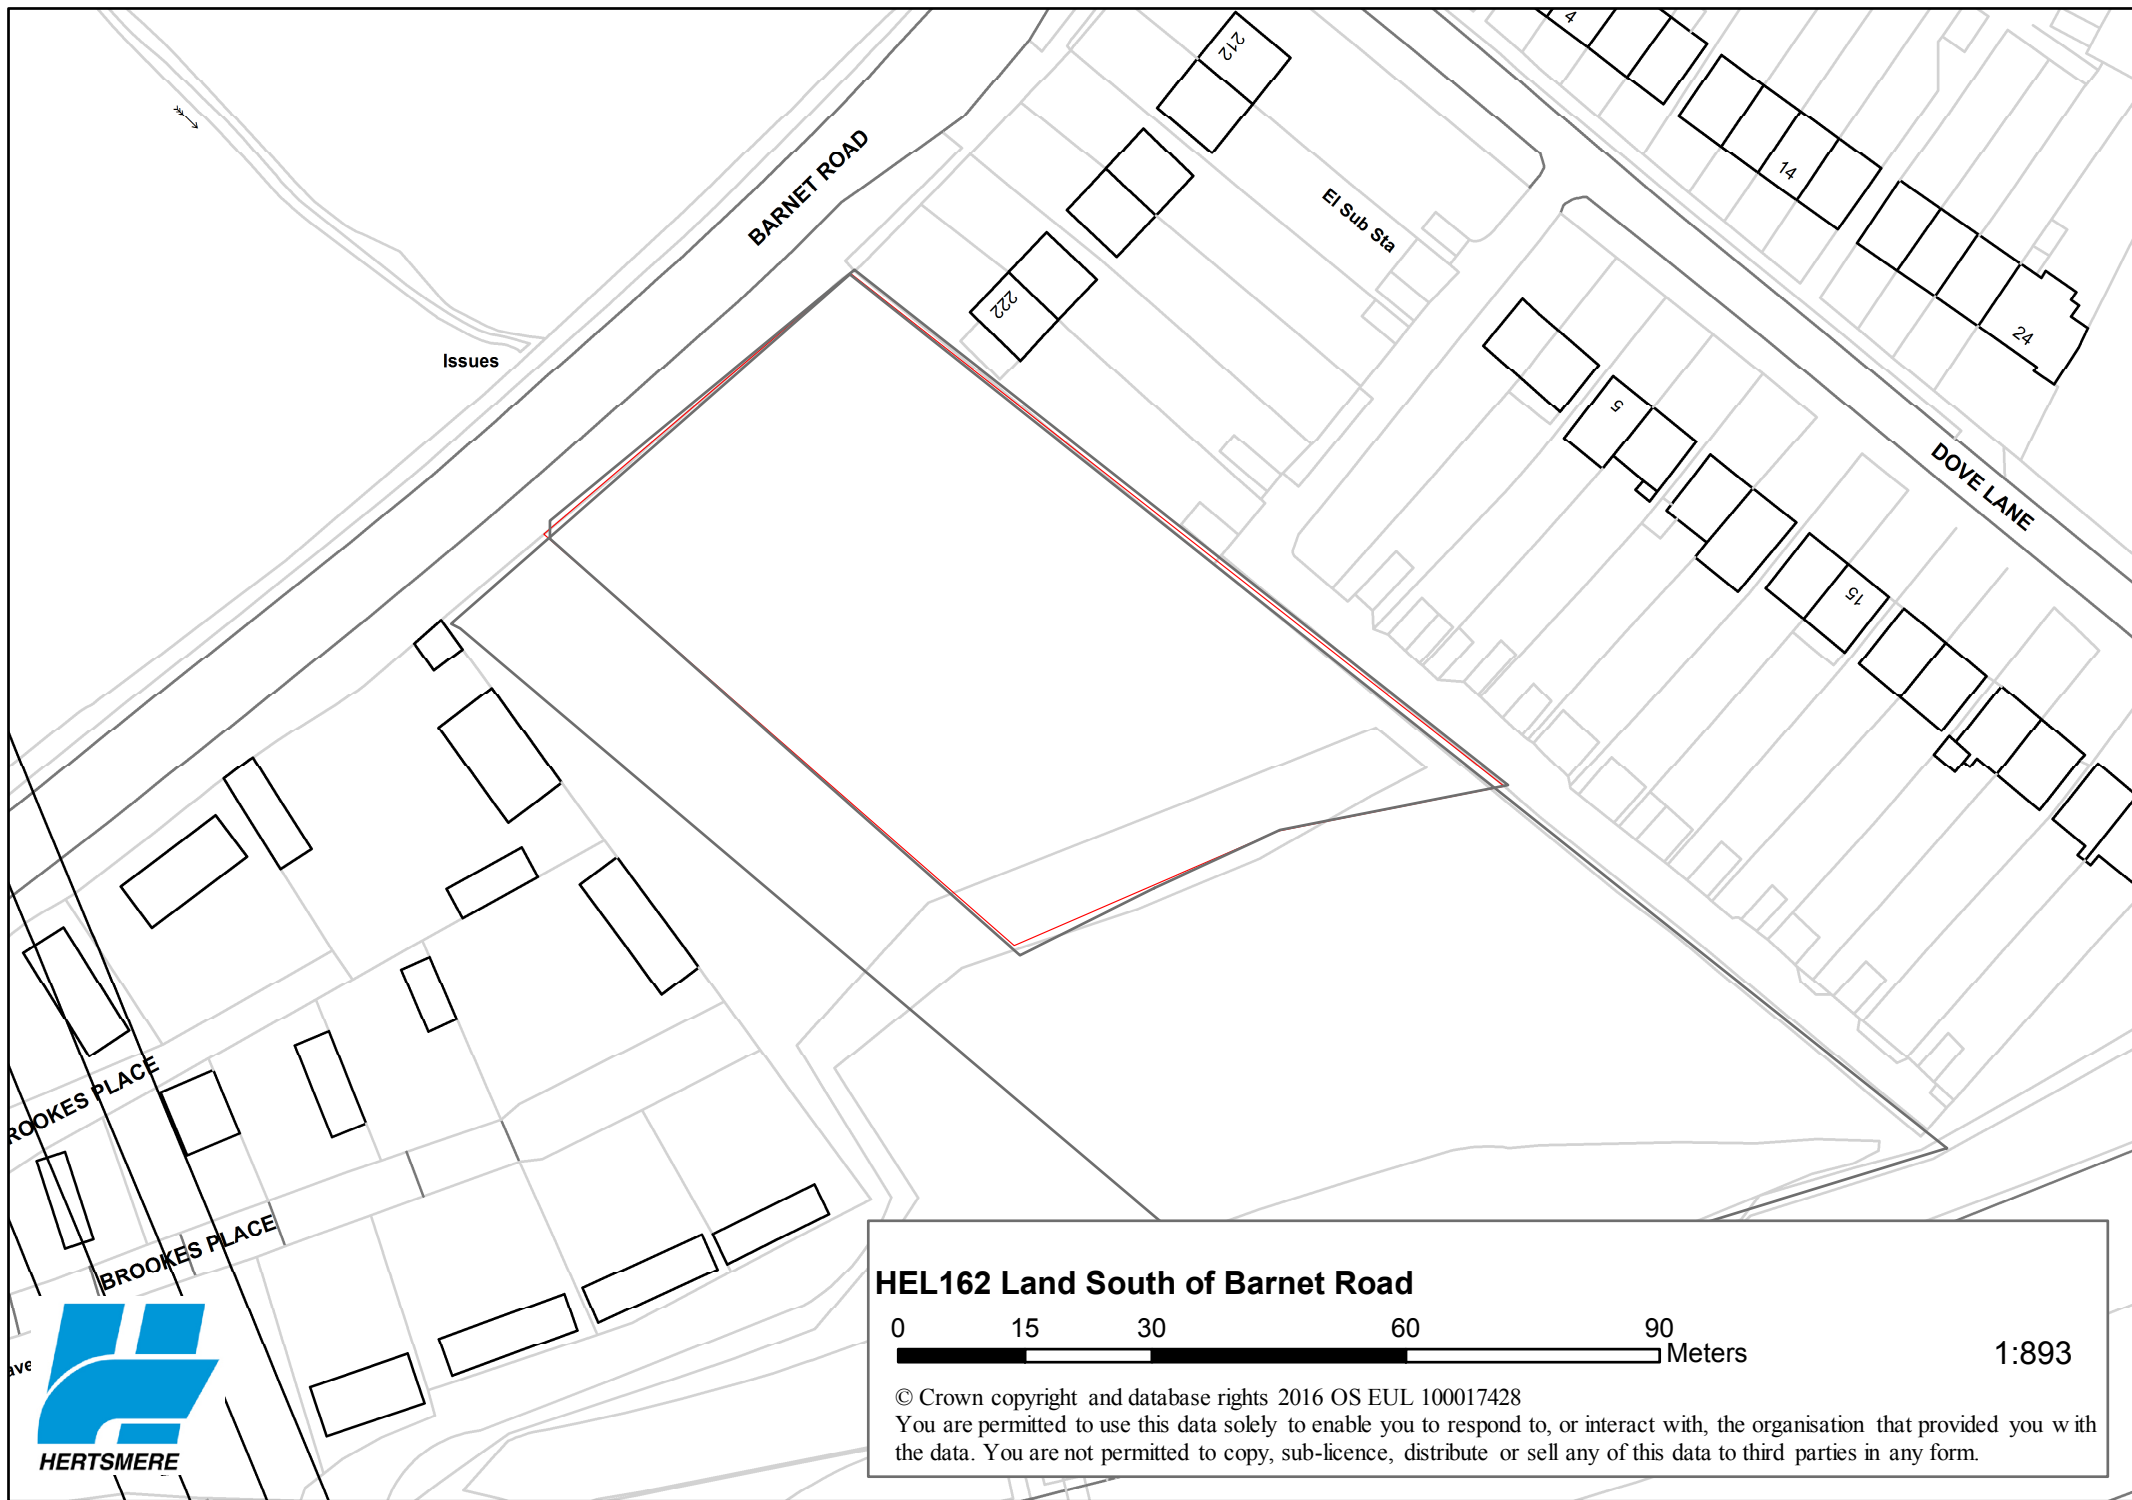 4
212
BARNET ROAD
14
El Sub Sta
24
222
Issues
5
DOVE LANE
15
ROOKES PLACE
BROOKES PLACE
HEL162 Land South of Barnet Road
0 15 30 60 90
Meters
1:893
© Crown copyright and database rights 2016 OS EUL 100017428
You are permitted to use this data solely to enable you to respond to, or interact with, the organisation that provided you with
the data. You are not permitted to copy, sub-licence, distribute or sell any of this data to third parties in any form.
ave
HERTSMERE